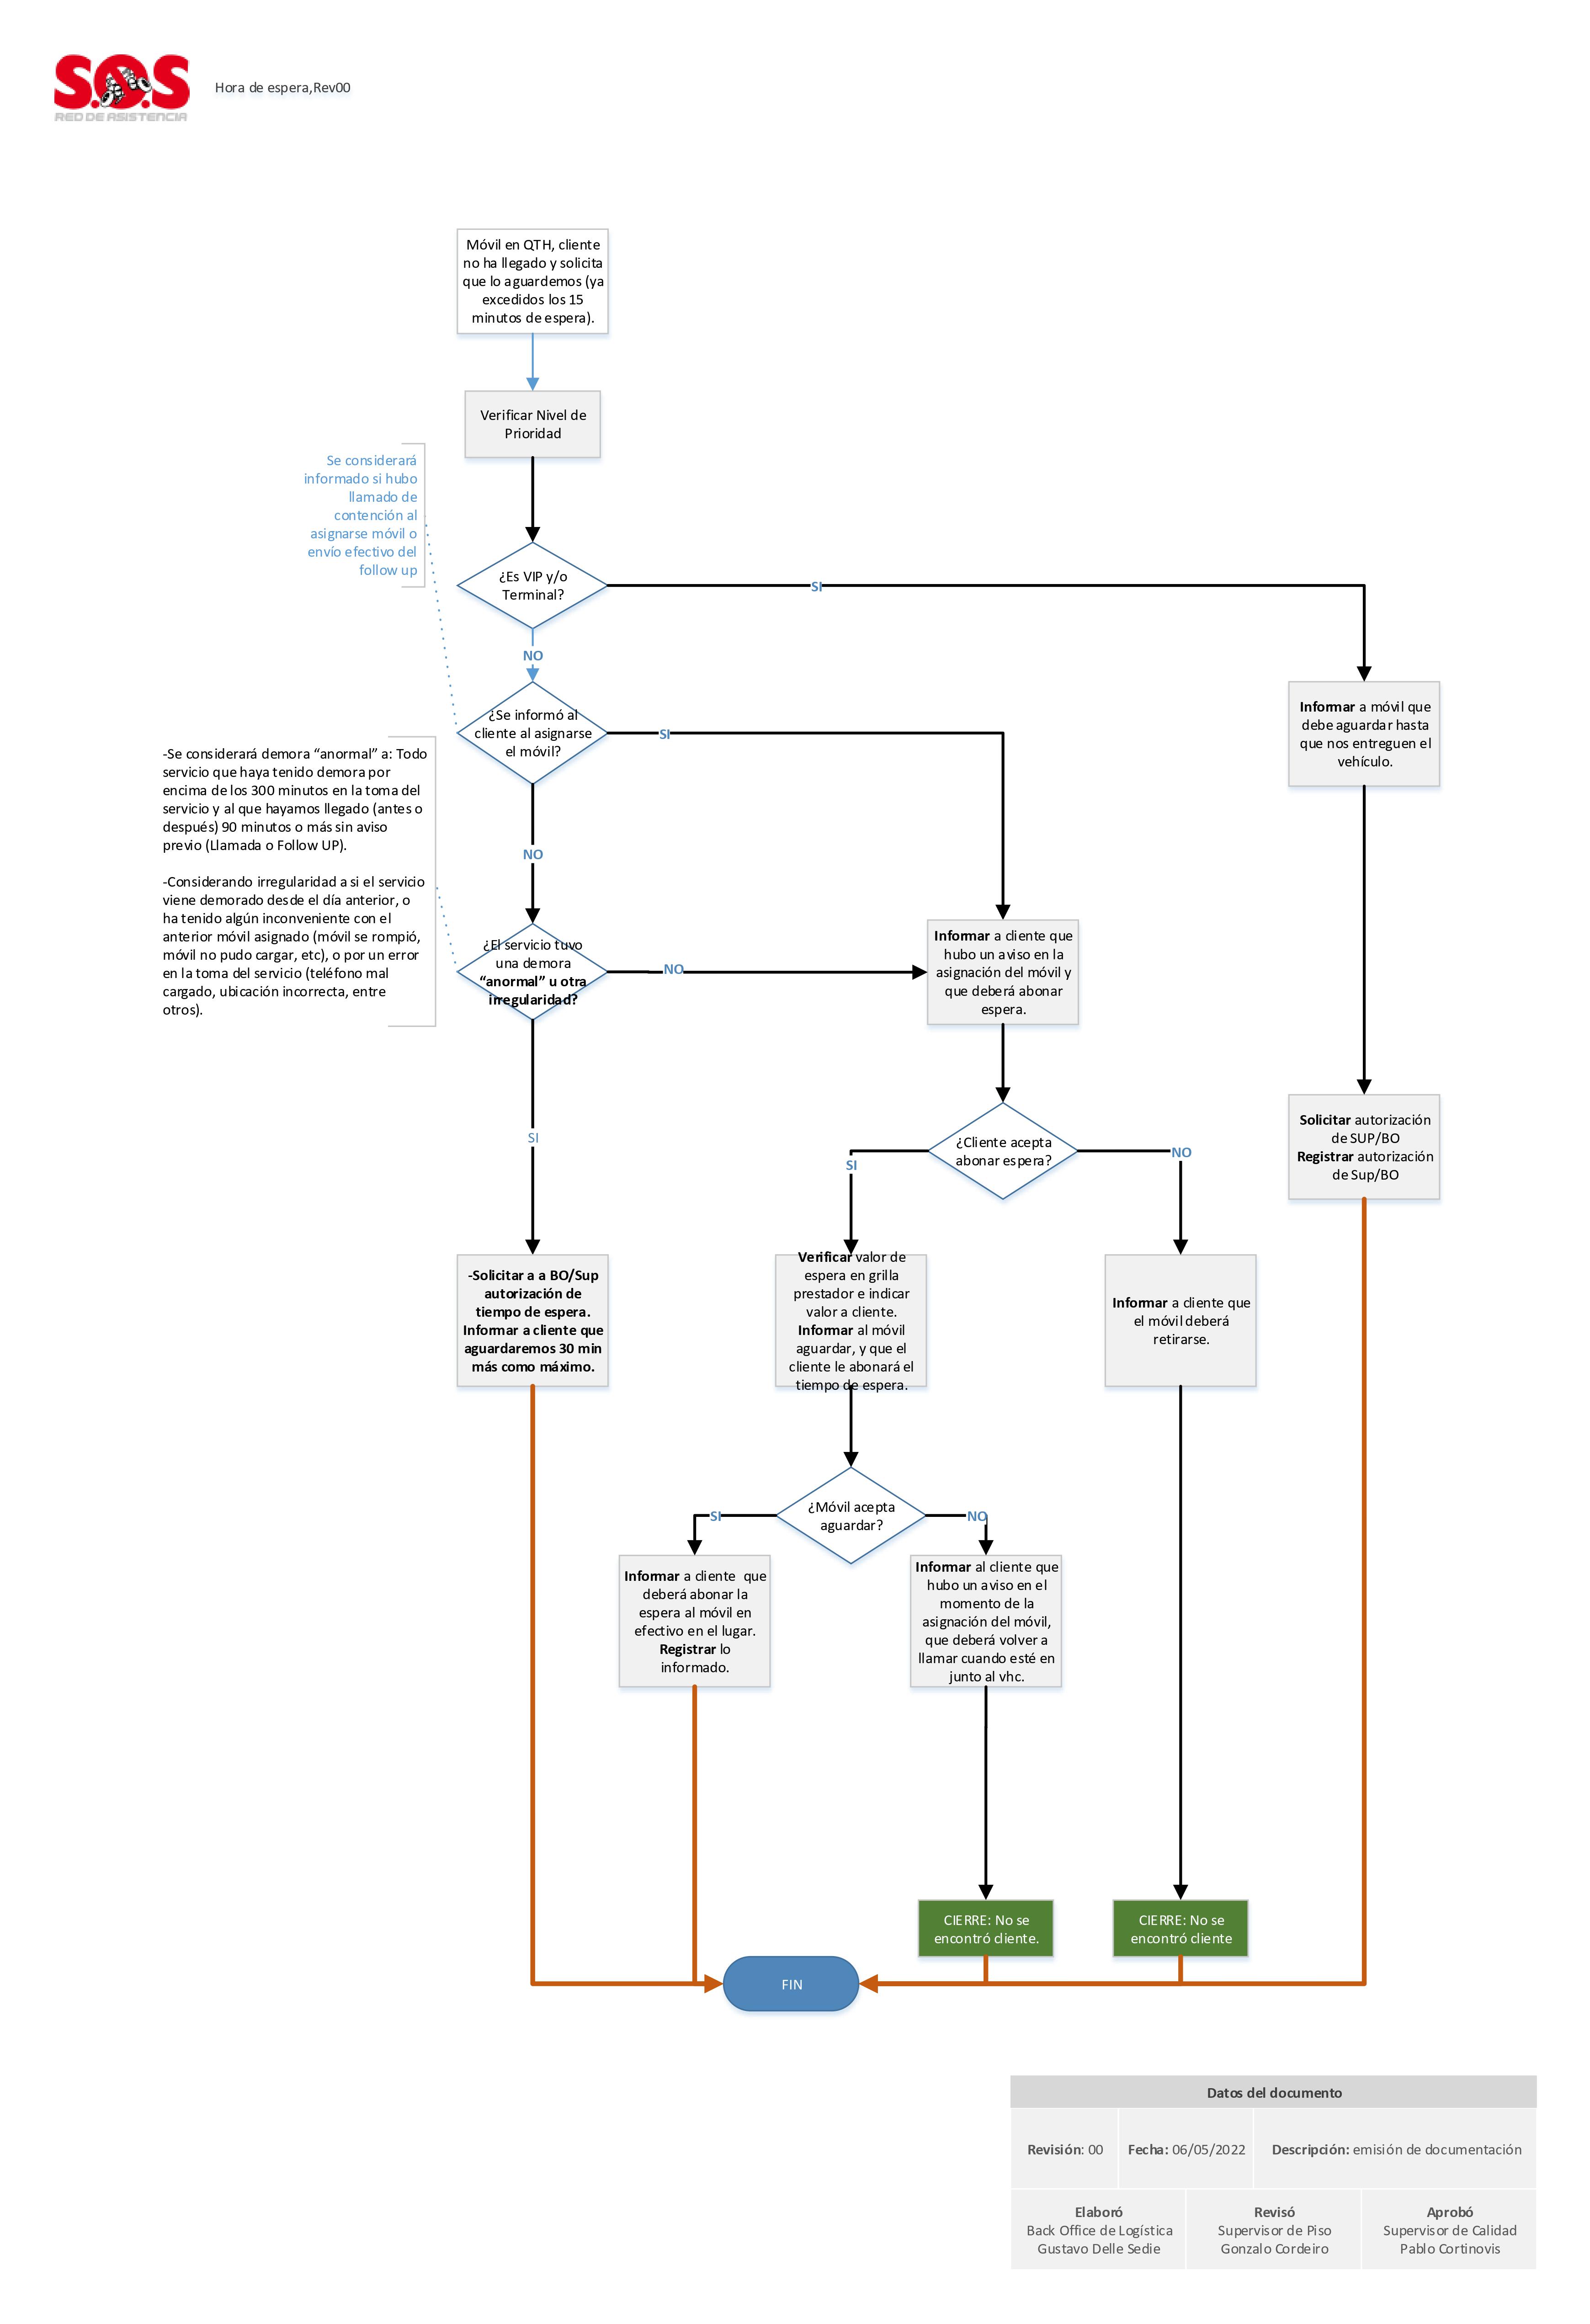 S.O.S
RED DE ASISTENCIA
Hora de espera,Rev00
Móvil en QTH, cliente
no ha llegado y solicita
que lo aguardemos (ya
excedidos los 15
minutos de espera).
Verificar Nivel de
Prioridad
Se considerará
informado si hubo
llamado de
contención al
asignarse móvil o
envío efectivo del
follow up
¿Es VIP y/o
Terminal?
SI
NO
¿Se informó al
cliente al asignarse
el móvil?
SI
NO
Informar a móvil que
debe aguardar hasta
que nos entreguen el
vehículo.
-Se considerará demora “anormal” a: Todo
servicio que haya tenido demora por
encima de los 300 minutos en la toma del
servicio y al que hayamos llegado (antes o
después) 90 minutos o más sin aviso
previo (Llamada o Follow UP).
-Considerando irregularidad a si el servicio
viene demorado desde el día anterior, o
ha tenido algún inconveniente con el
anterior móvil asignado (móvil se rompió,
móvil no pudo cargar, etc), o por un error
en la toma del servicio (teléfono mal
cargado, ubicación incorrecta, entre
otros).
¿El servicio tuvo
una demora
“anormal” u otra
irregularidad?
NO
SI
Informar a cliente que
hubo un aviso en la
asignación del móvil y
que deberá abonar
espera.
¿Cliente acepta
abonar espera?
SI
NO
Solicitar autorización
de SUP/BO
Registrar autorización
de Sup/BO
-Solicitar a a BO/Sup
autorización de
tiempo de espera.
Informar a cliente que
aguardaremos 30 min
más como máximo.
Verificar valor de
espera en grilla
prestador e indicar
valor a cliente.
Informar al móvil
aguardar, y que el
cliente le abonará el
tiempo de espera.
Informar a cliente que
el móvil deberá
retirarse.
¿Móvil acepta
aguardar?
SI
NO
Informar a cliente  que
deberá abonar la
espera al móvil en
efectivo en el lugar.
Registrar lo
informado.
Informar al cliente que
hubo un aviso en el
momento de la
asignación del móvil,
que deberá volver a
llamar cuando esté en
junto al vhc.
CIERRE: No se
encontró cliente.
CIERRE: No se
encontró cliente
FIN
Datos del documento
Revisión: 00
Fecha: 06/05/2022
Descripción: emisión de documentación
Elaboró
Back Office de Logística
Gustavo Delle Sedie
Revisó
Supervisor de Piso
Gonzalo Cordeiro
Aprobó
Supervisor de Calidad
Pablo Cortinovis